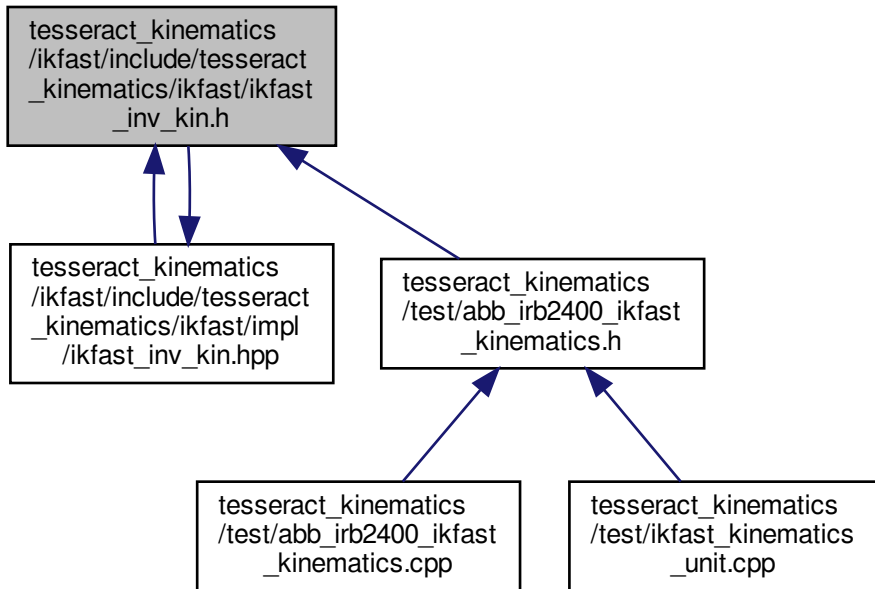 tesseract_kinematics
/ikfast/include/tesseract
_kinematics/ikfast/ikfast
_inv_kin.h
tesseract_kinematics
/ikfast/include/tesseract
_kinematics/ikfast/impl
/ikfast_inv_kin.hpp
tesseract_kinematics
/test/abb_irb2400_ikfast
_kinematics.h
tesseract_kinematics
/test/abb_irb2400_ikfast
_kinematics.cpp
tesseract_kinematics
/test/ikfast_kinematics
_unit.cpp